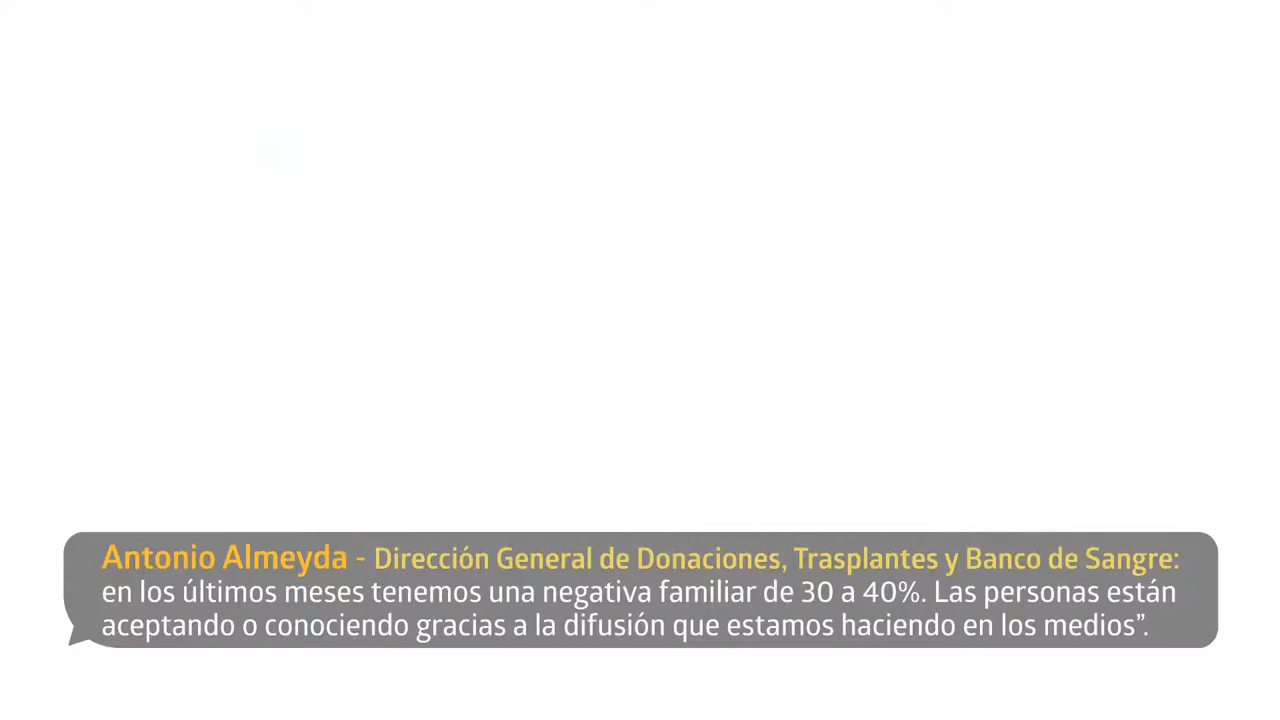 Antonio Almeyda - Dirección General de Donaciones, Trasplantes y Banco de Sangre:
en los últimos meses tenemos una negativa familiar de 30 a 40%. Las personas están
aceptando o conociendo gracias a la difusión que estamos haciendo en los medios”.